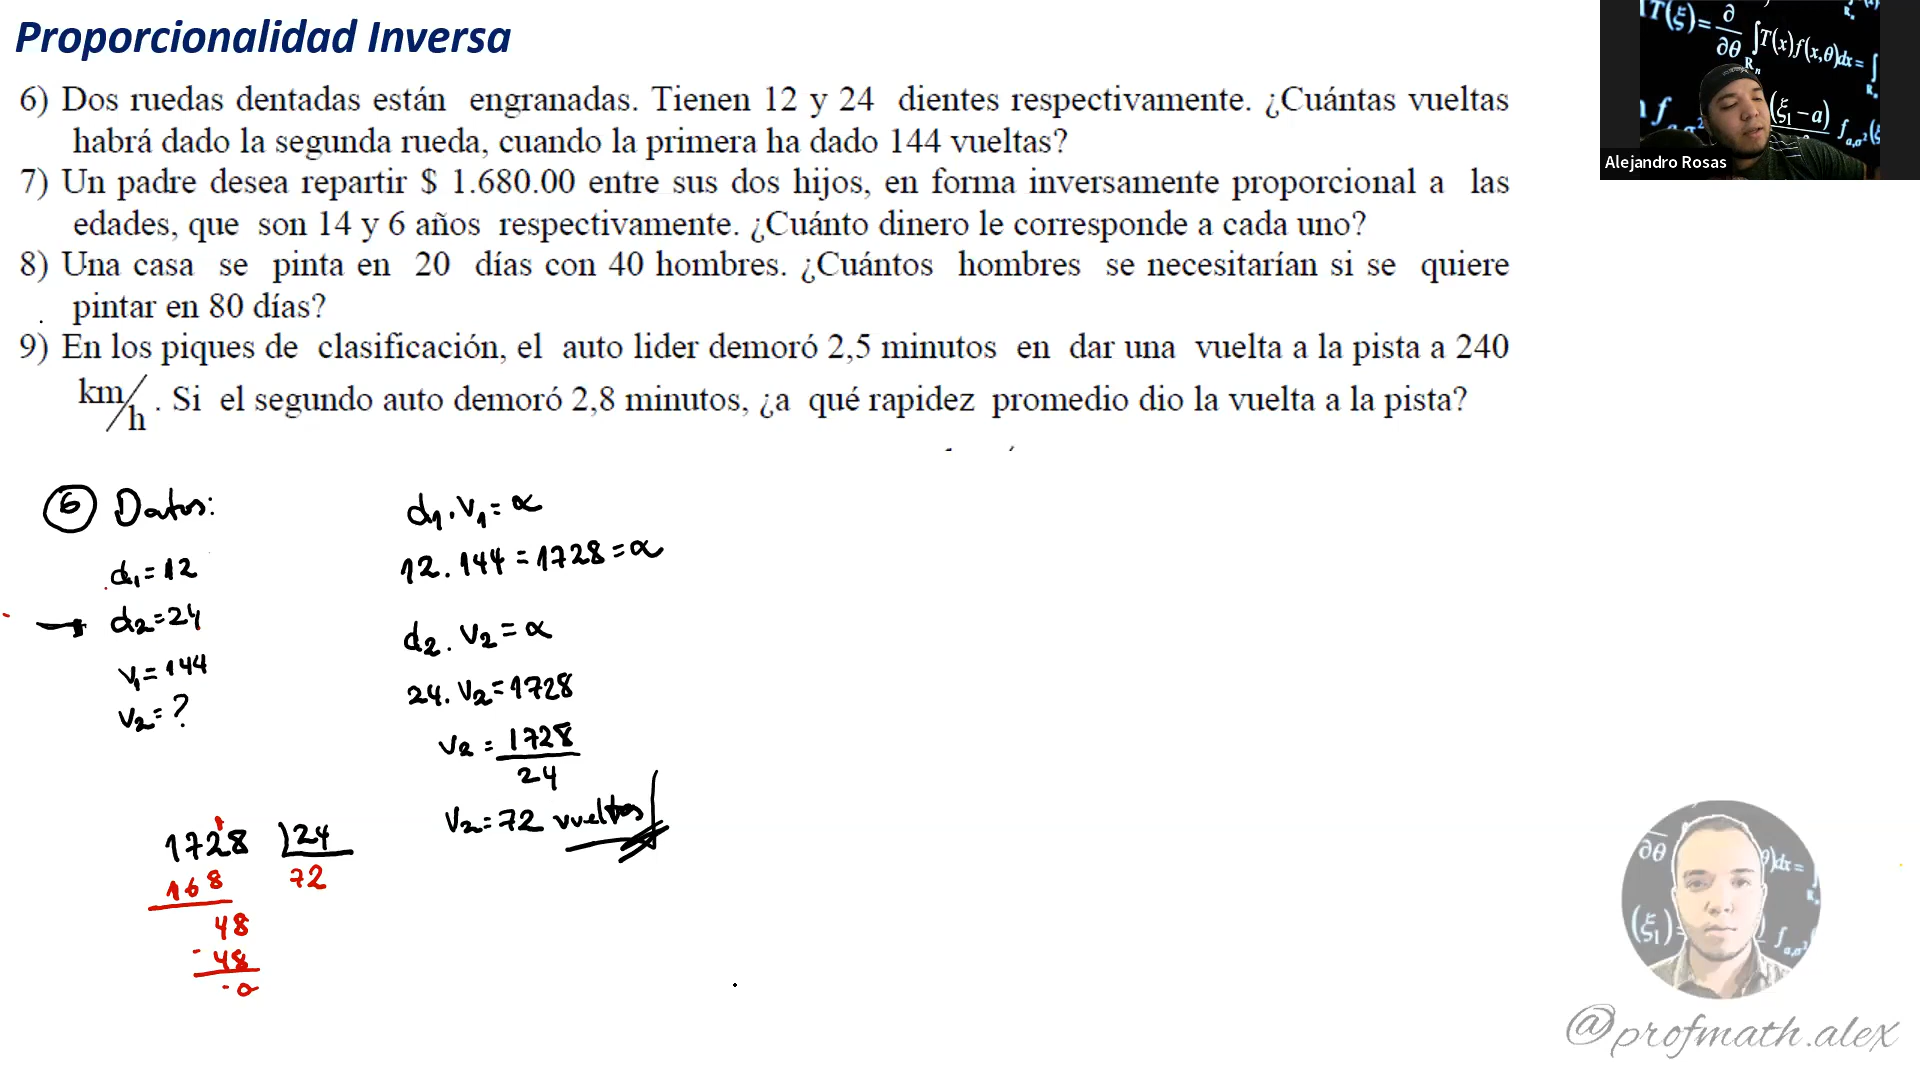 Proporcionalidad Inversa
6) Dos ruedas dentadas están engranadas. Tienen 12 y 24 dientes respectivamente. ¿Cuántas vueltas
habrá dado la segunda rueda, cuando la primera ha dado 144 vueltas?
7) Un padre desea repartir $ 1.680.00 entre sus dos hijos, en forma inversamente proporcional a las
edades, que son 14 y 6 años respectivamente. ¿Cuánto dinero le corresponde a cada uno?
8) Una casa se pinta en 20 días con 40 hombres. ¿Cuántos hombres se necesitarían si se quiere
pintar en 80 días?
9) En los piques de clasificación, el auto lider demoró 2,5 minutos en dar una vuelta a la pista a 240
km/h. Si el segundo auto demoró 2,8 minutos, ¿a qué rapidez promedio dio la vuelta a la pista?
Alejandro Rosas
6 Datos:
d₁=12
d₂=24
v₁=144
v₂=?
d₁.v₁=α
12.144=1728=α
d₂.v₂=α
24.v₂=1728
v₂=1728
24
v₂=72 vueltas
1728 24
168 72
48
-48
0
@profmath.alex